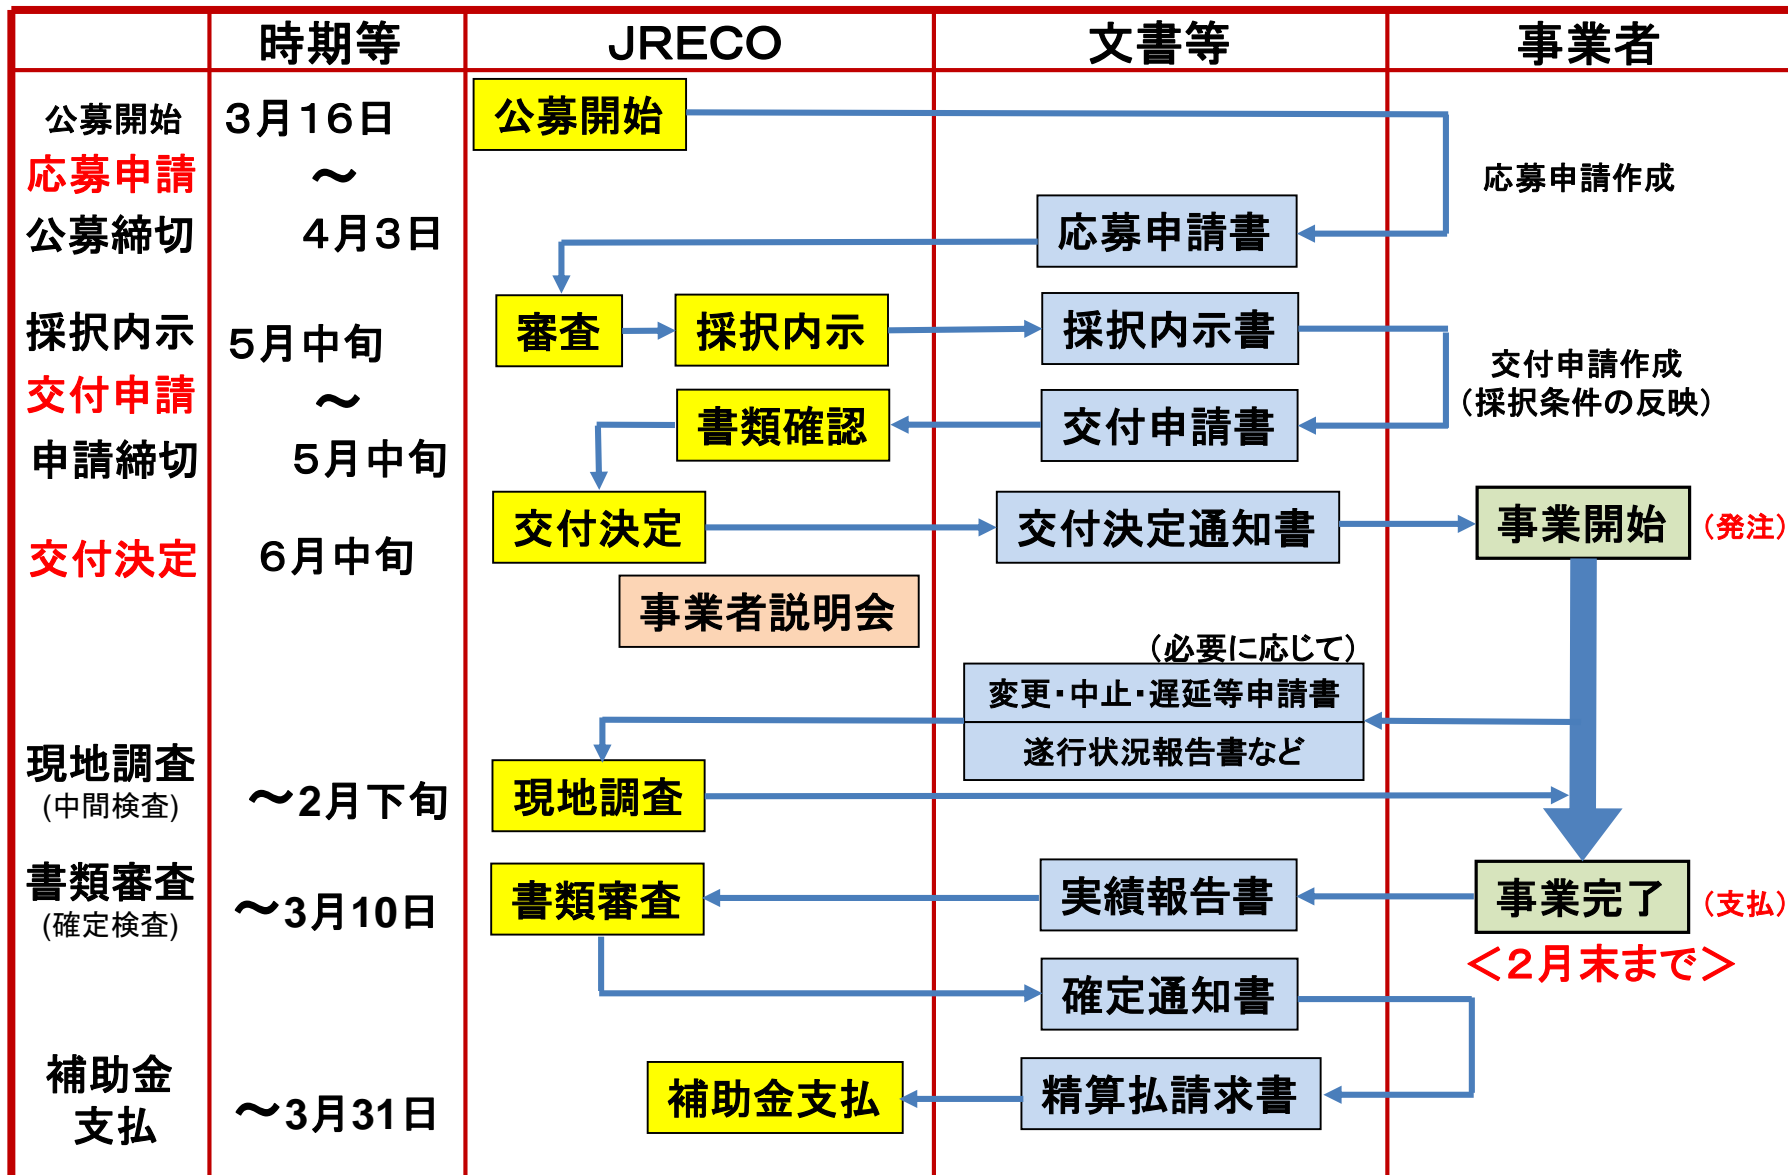 時期等
JRECO
文書等
事業者
公募開始
3月16日
公募開始
応募申請
～
応募申請作成
公募締切
4月3日
応募申請書
採択内示
5月中旬
審査
採択内示
採択内示書
交付申請
～
交付申請作成
(採択条件の反映)
書類確認
交付申請書
申請締切
5月中旬
交付決定
6月中旬
交付決定
交付決定通知書
事業開始
(発注)
事業者説明会
(必要に応じて)
変更・中止・遅延等申請書
遂行状況報告書など
現地調査
(中間検査)
～2月下旬
現地調査
書類審査
(確定検査)
～3月10日
書類審査
実績報告書
事業完了
(支払)
＜2月末まで＞
確定通知書
補助金
支払
～3月31日
補助金支払
精算払請求書